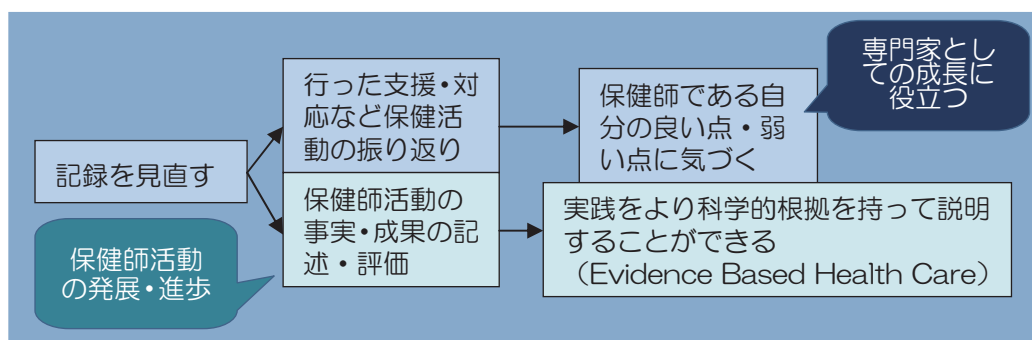 記録を見直す
行った支援・対
応など保健活
動の振り返り
保健師である自
分の良い点・弱
い点に気づく
専門家とし
ての成長に
役立つ
保健師活動の
事実・成果の記
述・評価
実践をより科学的根拠を持って説明
することができる
（Evidence Based Health Care）
保健師活動
の発展・進歩